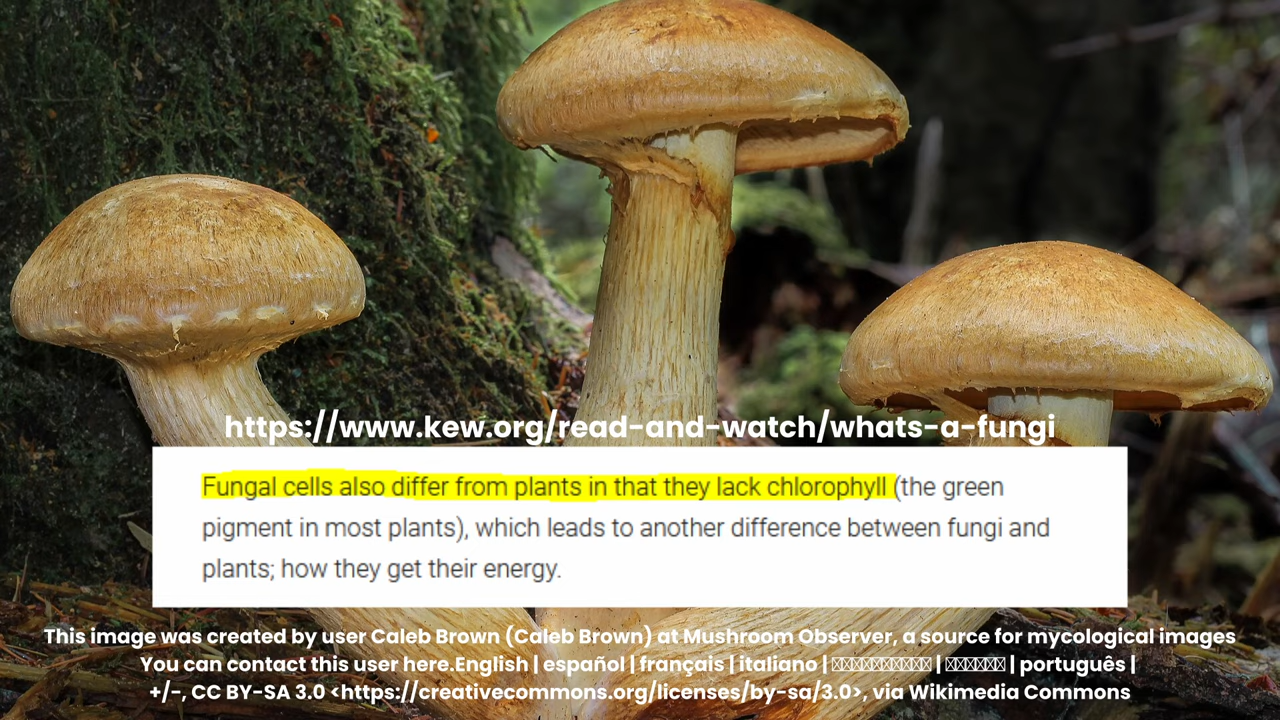 https://www.kew.org/read-and-watch/whats-a-fungi
Fungal cells also differ from plants in that they lack chlorophyll (the green
pigment in most plants), which leads to another difference between fungi and
plants; how they get their energy.
This image was created by user Caleb Brown (Caleb Brown) at Mushroom Observer, a source for mycological images
You can contact this user here.English | español | français | italiano | | | português |
+/-, CC BY-SA 3.0 <https://creativecommons.org/licenses/by-sa/3.0>, via Wikimedia Commons